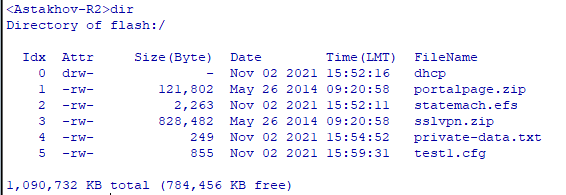 <Astakhov-R2>dir
Directory of flash:/
Idx Attr Size(Byte) Date Time(LMT) FileName
0 drw- - Nov 02 2021 15:52:16 dhcp
1 -rw- 121,802 May 26 2014 09:20:58 portalpage.zip
2 -rw- 2,263 Nov 02 2021 15:52:11 statemach.efs
3 -rw- 828,482 May 26 2014 09:20:58 sslvpn.zip
4 -rw- 249 Nov 02 2021 15:54:52 private-data.txt
5 -rw- 855 Nov 02 2021 15:59:31 test1.cfg
1,090,732 KB total (784,456 KB free)